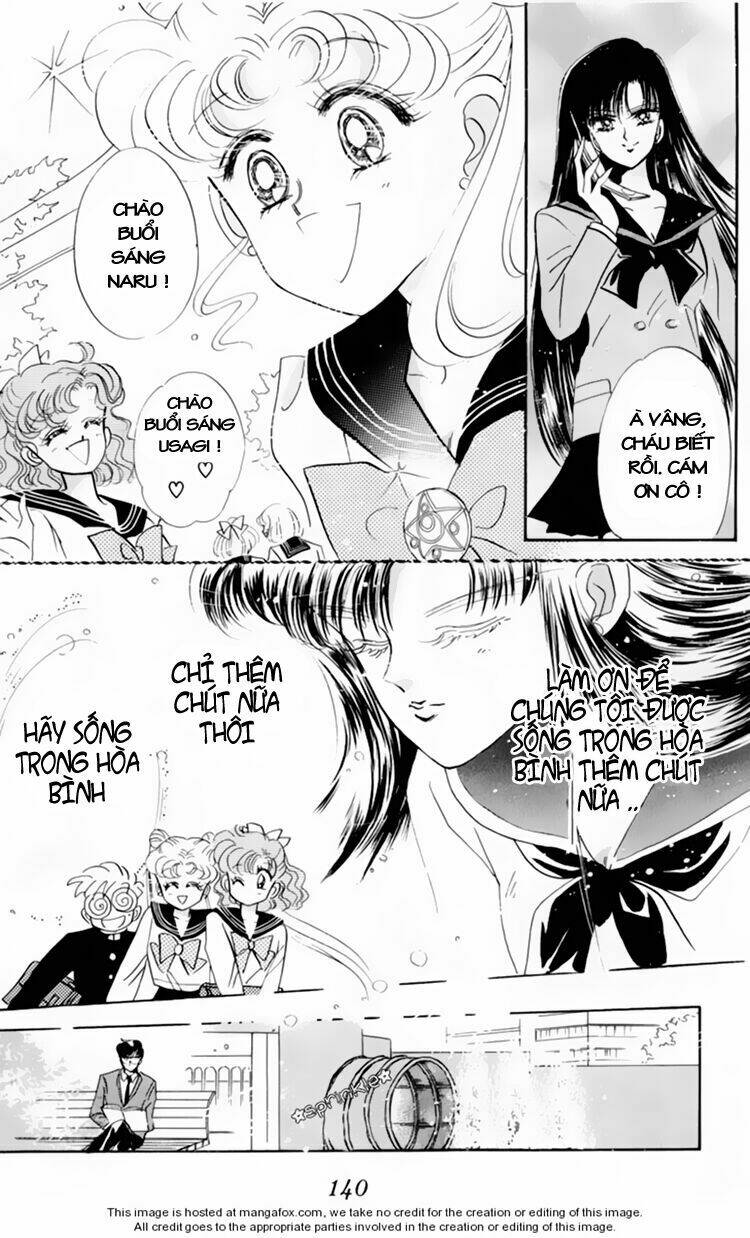 CHÀO
BUỔI
SÁNG
NARU !
CHÀO
BUỔI SÁNG
USAGI !
À VÂNG,
CHÁU BIẾT
RỒI. CÁM
ƠN CÔ !
HÃY SỐNG
TRONG HÒA
BÌNH
CHỈ THÊM
CHÚT NỮA
THÔI
LÀM ƠN ĐỂ
CHÚNG TÔI ĐƯỢC
SỐNG TRONG HÒA
BÌNH THÊM CHÚT
NỮA ..
sprinkle
140
This image is hosted at mangafox.com, we take no credit for the creation or editing of this image.
All credit goes to the appropriate parties involved in the creation or editing of this image.